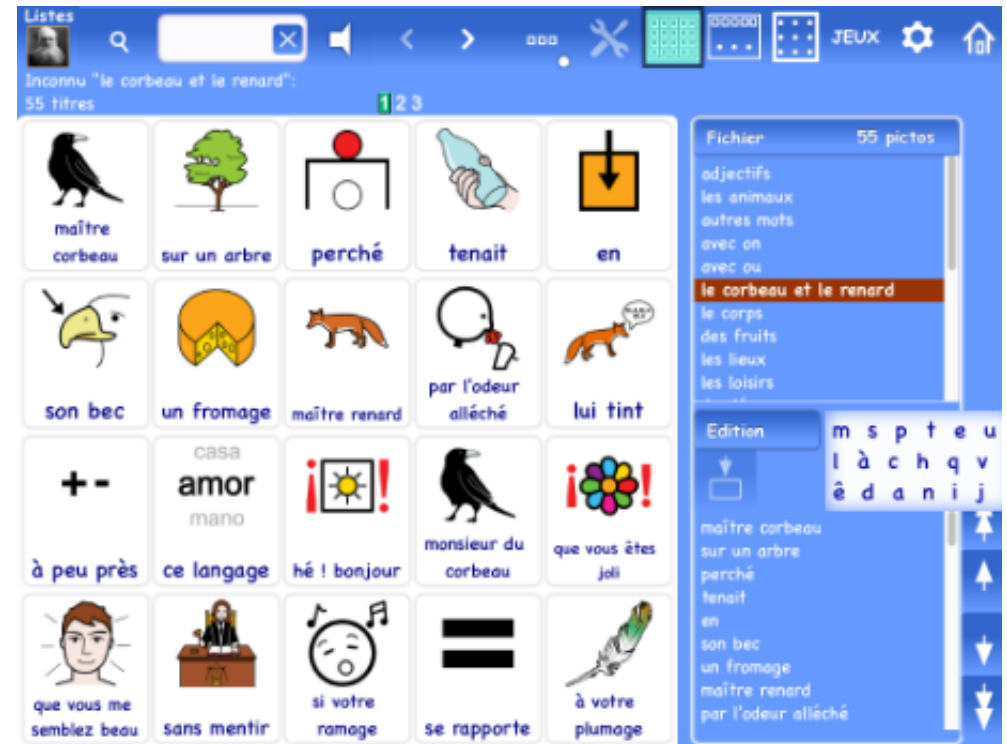 Listes
JEUX
Inconnu "le corbeau et le renard":
55 titres
1 2 3
maître
corbeau
sur un arbre
perché
tenait
en
son bec
un fromage
maître renard
par l'odeur
alléché
lui tint
à peu près
casa
amor
mano
ce langage
hé ! bonjour
monsieur du
corbeau
que vous êtes
joli
que vous me
semblez beau
sans mentir
si votre
ramage
se rapporte
à votre
plumage
Fichier 55 pictos
adjectifs
les animaux
autres mots
avec on
avec ou
le corbeau et le renard
le corps
des fruits
les lieux
les loisirs
Edition
m s p t e u
l à c h q v
ê d a n i j
maître corbeau
sur un arbre
perché
tenait
en
son bec
un fromage
maître renard
par l'odeur alléché